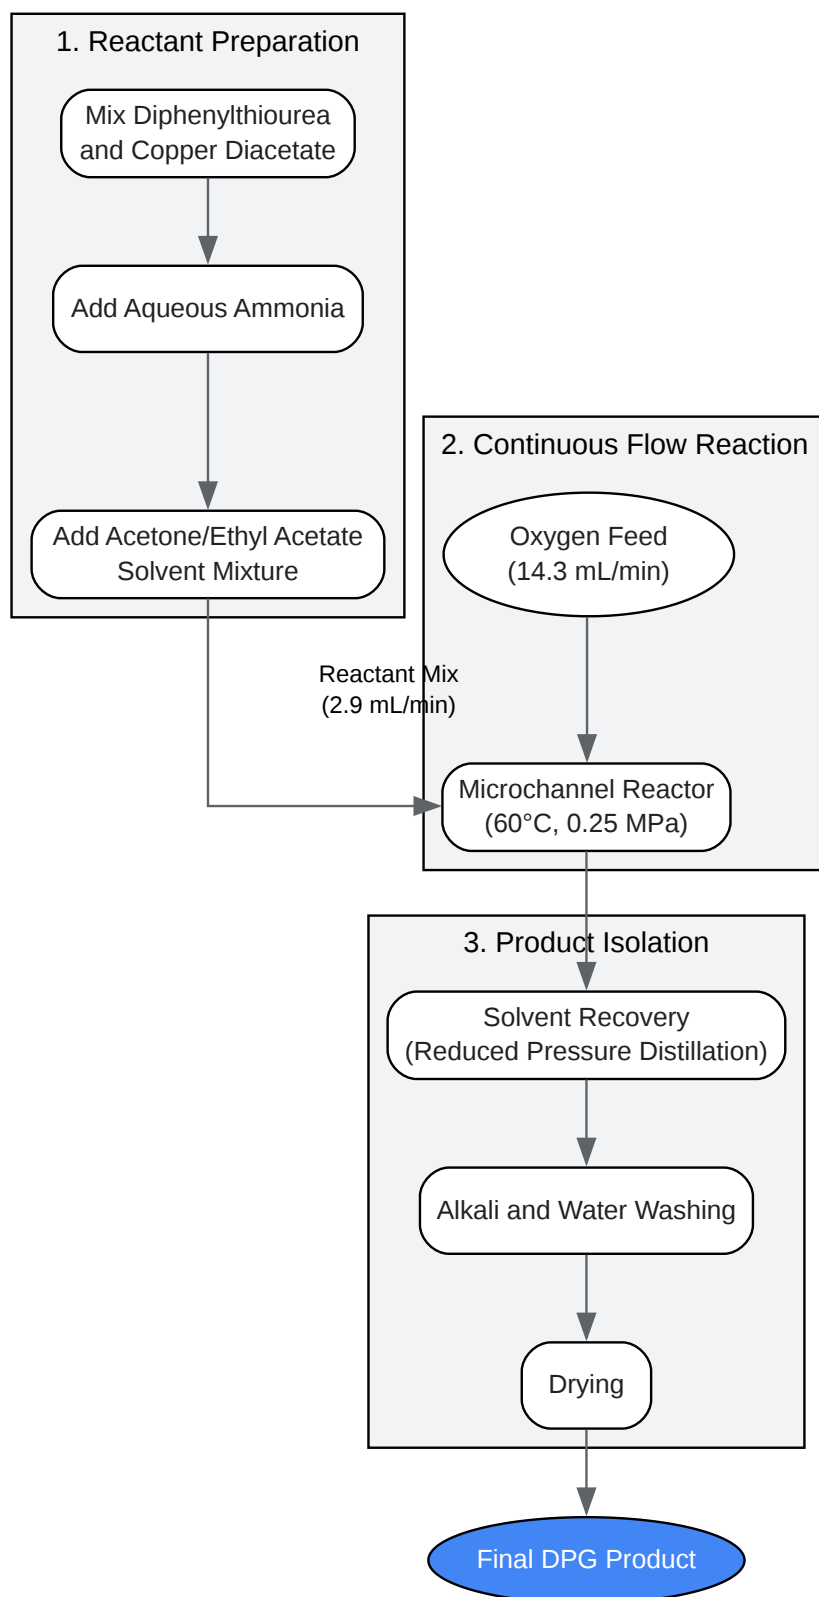 1. Reactant Preparation
Mix Diphenylthiourea
and Copper Diacetate
Add Aqueous Ammonia
Add Acetone/Ethyl Acetate
Solvent Mixture
2. Continuous Flow Reaction
Oxygen Feed
(14.3 mL/min)
Reactant Mix
(2.9 mL/min)
Microchannel Reactor
(60°C, 0.25 MPa)
3. Product Isolation
Solvent Recovery
(Reduced Pressure Distillation)
Alkali and Water Washing
Drying
Final DPG Product